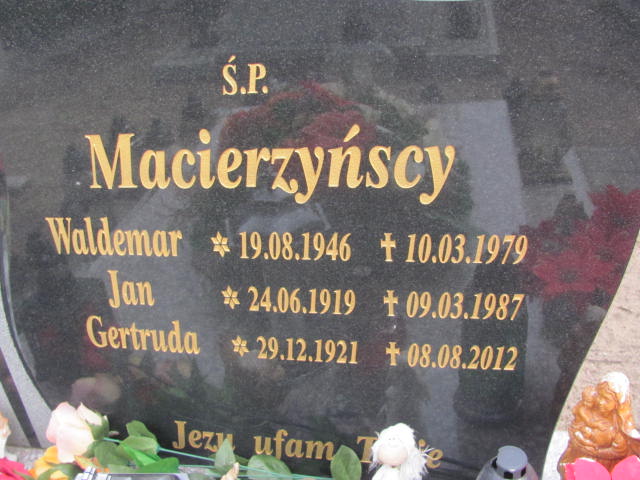 Ś.P.
Macierzyńscy
Waldemar ✲ 19.08.1946 ✝ 10.03.1979
Jan ✲ 24.06.1919 ✝ 09.03.1987
Gertruda ✲ 29.12.1921 ✝ 08.08.2012
Jezu ufam